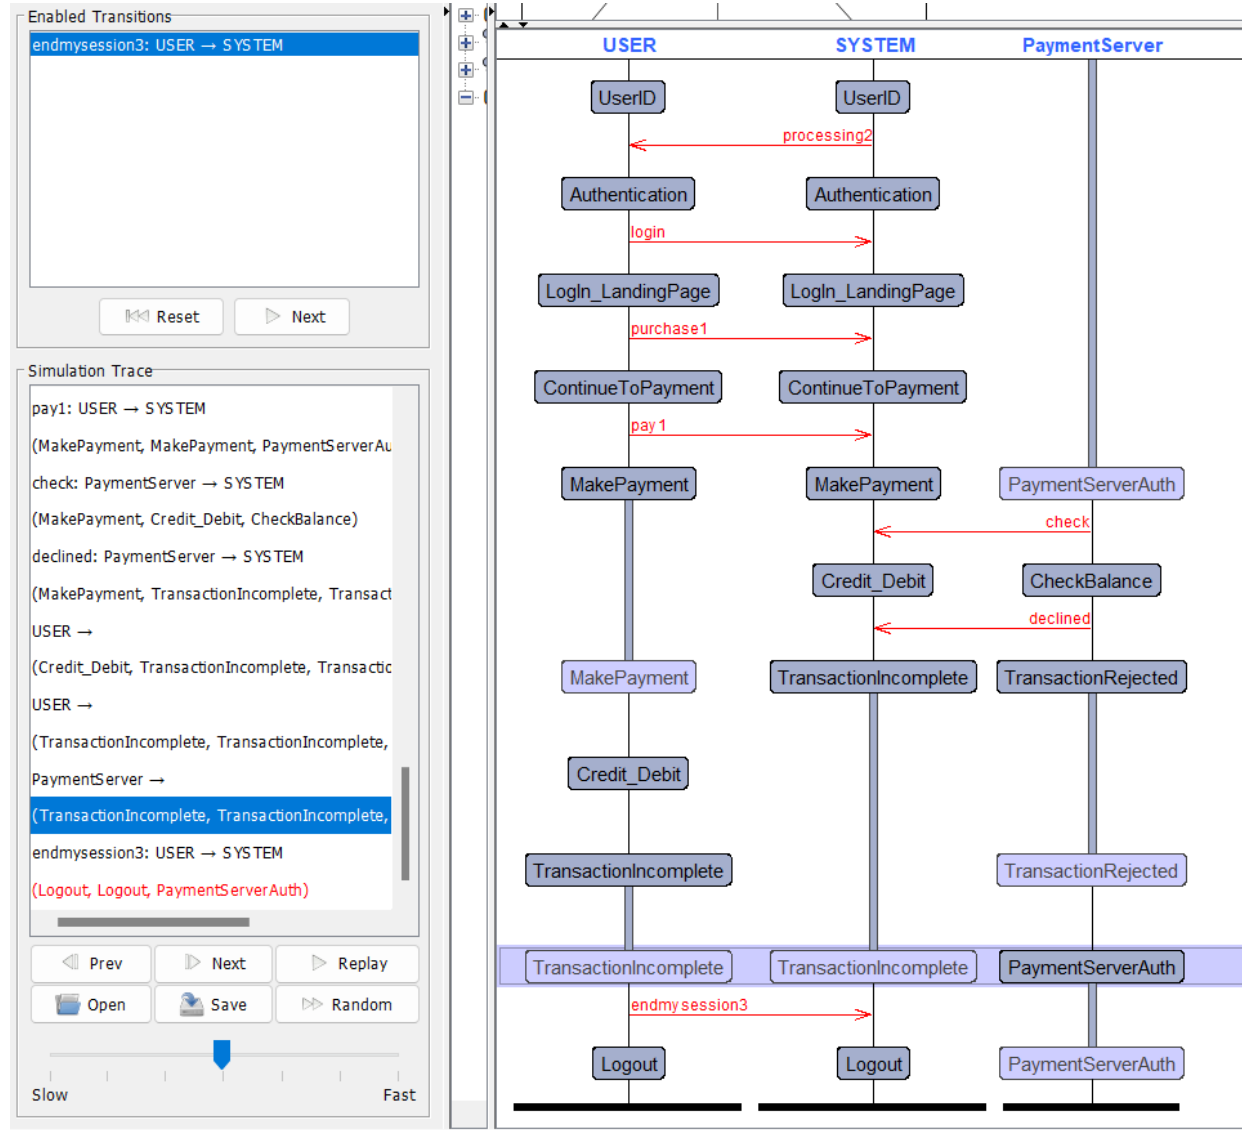 Enabled Transitions
endmysession3: USER → SYSTEM
Reset
Next
Simulation Trace
pay1: USER → SYSTEM
(MakePayment, MakePayment, PaymentServerAu
check: PaymentServer → SYSTEM
(MakePayment, Credit_Debit, CheckBalance)
declined: PaymentServer → SYSTEM
(MakePayment, TransactionIncomplete, Transact
USER →
(Credit_Debit, TransactionIncomplete, Transactic
USER →
(TransactionIncomplete, TransactionIncomplete,
PaymentServer →
(TransactionIncomplete, TransactionIncomplete,
endmysession3: USER → SYSTEM
(Logout, Logout, PaymentServerAuth)
Prev
Next
Replay
Open
Save
Random
Slow
Fast
USER
SYSTEM
PaymentServer
UserID
UserID
processing2
Authentication
Authentication
login
LogIn_LandingPage
LogIn_LandingPage
purchase1
ContinueToPayment
ContinueToPayment
pay1
MakePayment
MakePayment
PaymentServerAuth
check
Credit_Debit
CheckBalance
declined
MakePayment
TransactionIncomplete
TransactionRejected
Credit_Debit
TransactionIncomplete
TransactionRejected
TransactionIncomplete
TransactionIncomplete
PaymentServerAuth
endmysession3
Logout
Logout
PaymentServerAuth